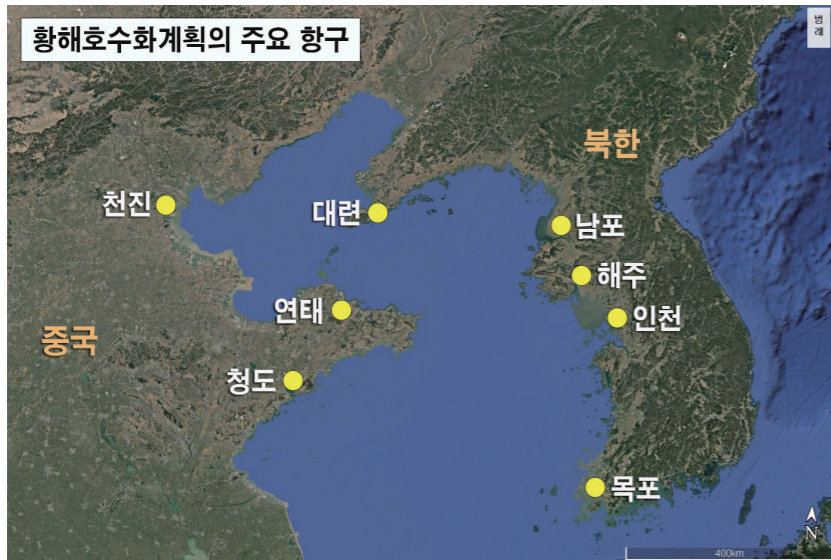 황해호수화계획의 주요 항구
범례
북한
천진
대련
남포
해주
연태
인천
중국
청도
목포
N
400km